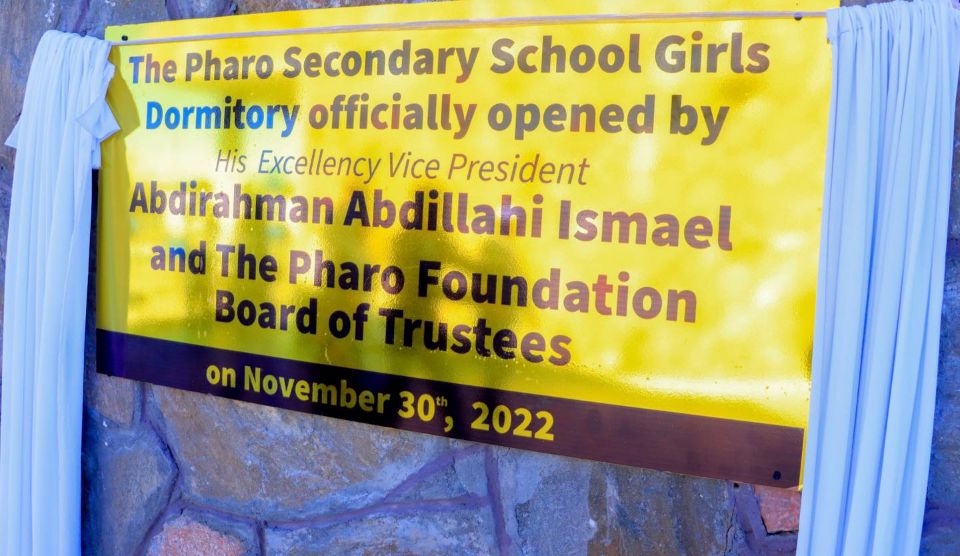 The Pharo Secondary School Girls
Dormitory officially opened by
His Excellency Vice President
Abdirahman Abdillahi Ismael
and The Pharo Foundation
Board of Trustees
on November 30th, 2022